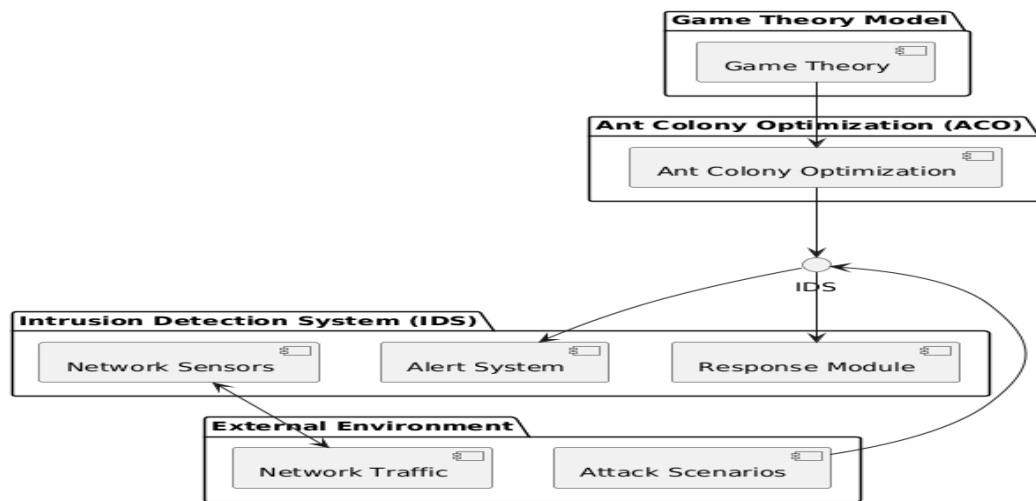 Game Theory Model
Game Theory
Ant Colony Optimization (ACO)
Ant Colony Optimization
IDS
Intrusion Detection System (IDS)
Network Sensors
Alert System
Response Module
External Environment
Network Traffic
Attack Scenarios